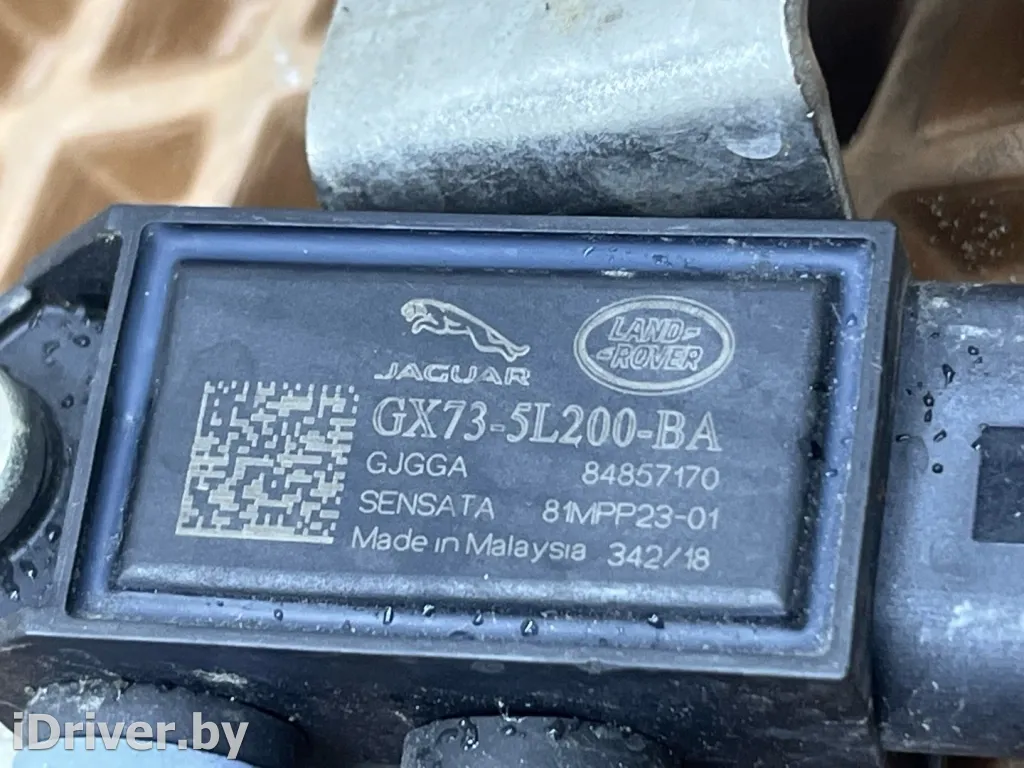 JAGUAR
LAND-
-ROVER
GX73-5L200-BA
GJGGA 84857170
SENSATA 81MPP23-01
Made in Malaysia 342/18
iDriver.by